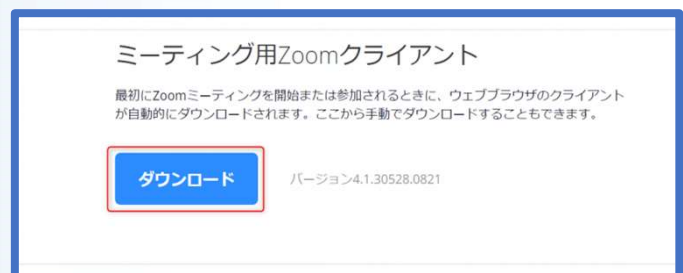 ミーティング用Zoomクライアント
最初にZoomミーティングを開始または参加されるときに、ウェブブラウザのクライアント
が自動的にダウンロードされます。ここから手動でダウンロードすることもできます。
ダウンロード
バージョン4.1.30528.0821